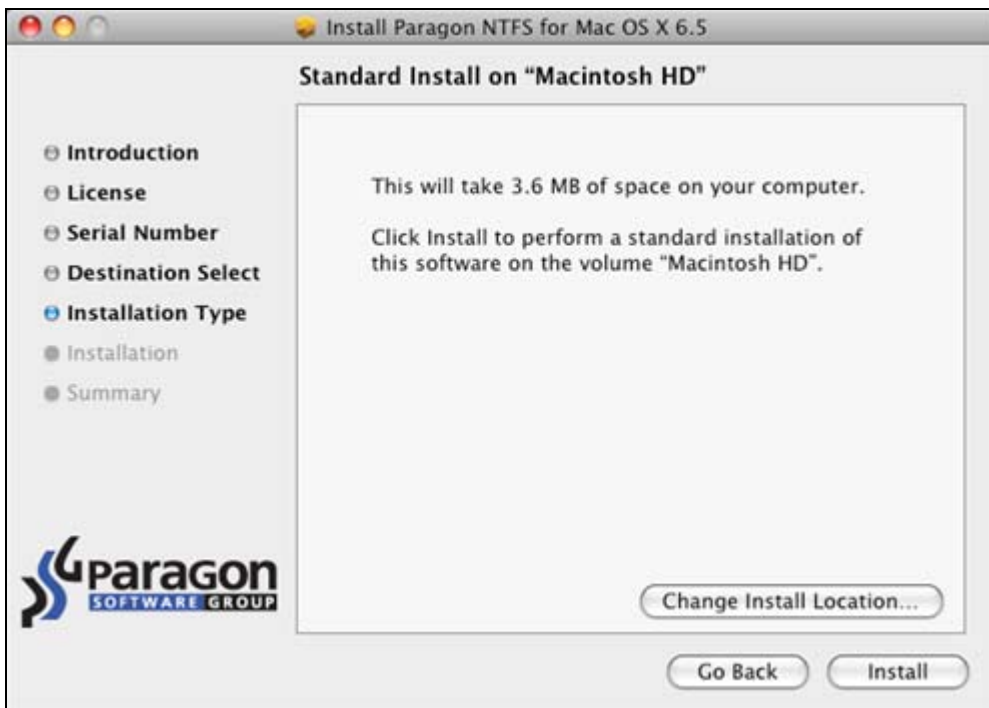 Install Paragon NTFS for Mac OS X 6.5
Standard Install on “Macintosh HD”
Introduction
License
Serial Number
Destination Select
Installation Type
Installation
Summary
This will take 3.6 MB of space on your computer.
Click Install to perform a standard installation of
this software on the volume “Macintosh HD”.
Paragon
SOFTWARE GROUP
Change Install Location...
Go Back
Install